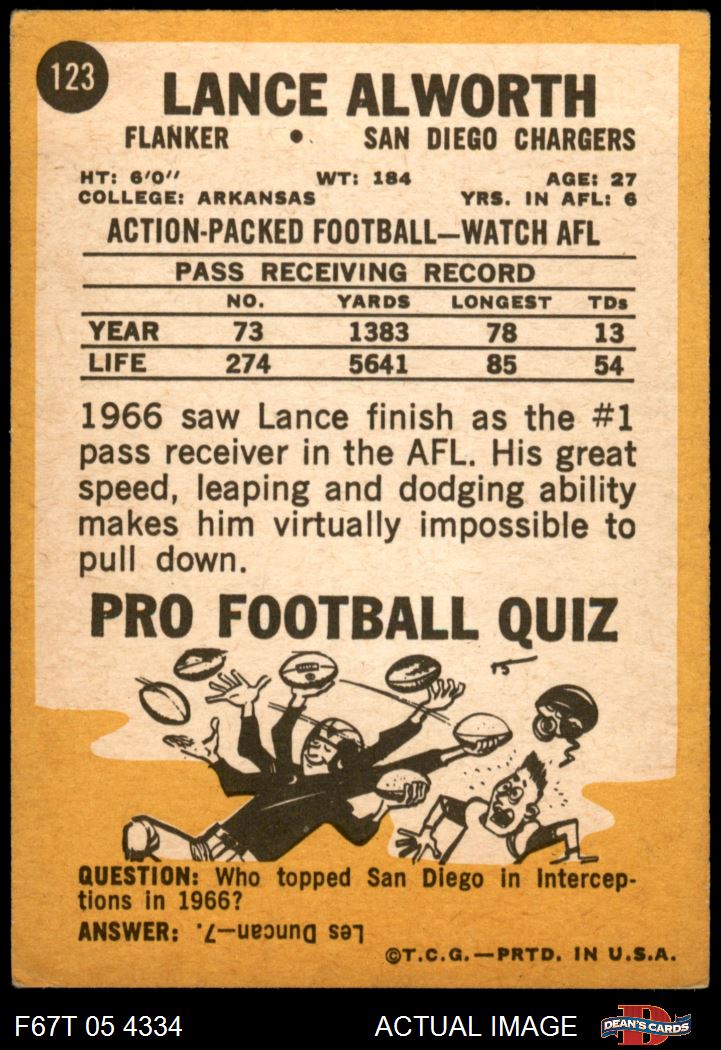 123
LANCE ALWORTH
FLANKER • SAN DIEGO CHARGERS
HT: 6'0'' WT: 184 AGE: 27
COLLEGE: ARKANSAS YRS. IN AFL: 6
ACTION-PACKED FOOTBALL—WATCH AFL
PASS RECEIVING RECORD
NO. YARDS LONGEST TDs
YEAR 73 1383 78 13
LIFE 274 5641 85 54
1966 saw Lance finish as the #1
pass receiver in the AFL. His great
speed, leaping and dodging ability
makes him virtually impossible to
pull down.
PRO FOOTBALL QUIZ
QUESTION: Who topped San Diego in Intercep-
tions in 1966?
ANSWER: Les Duncan—7.
©T.C.G.—PRTD. IN U.S.A.
F67T 05 4334 ACTUAL IMAGE D DEAN'S CARDS